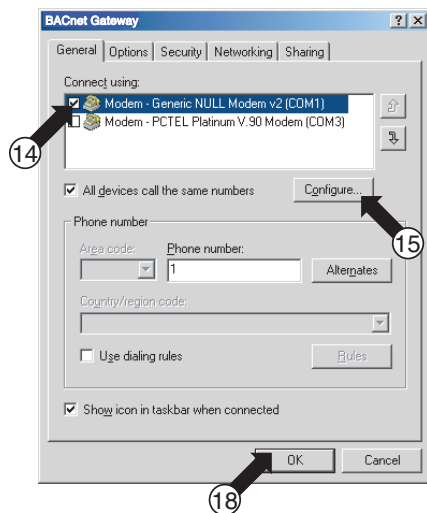 BACnet Gateway
General Options Security Networking Sharing
Connect using:
Modem - Generic NULL Modem v2 (COM1)
Modem - PCTEL Platinum V.90 Modem (COM3)
14
All devices call the same numbers Configure...
15
Phone number
Area code: Phone number:
1 Alternates
Country/region code:
Use dialing rules Rules
Show icon in taskbar when connected
OK Cancel
18